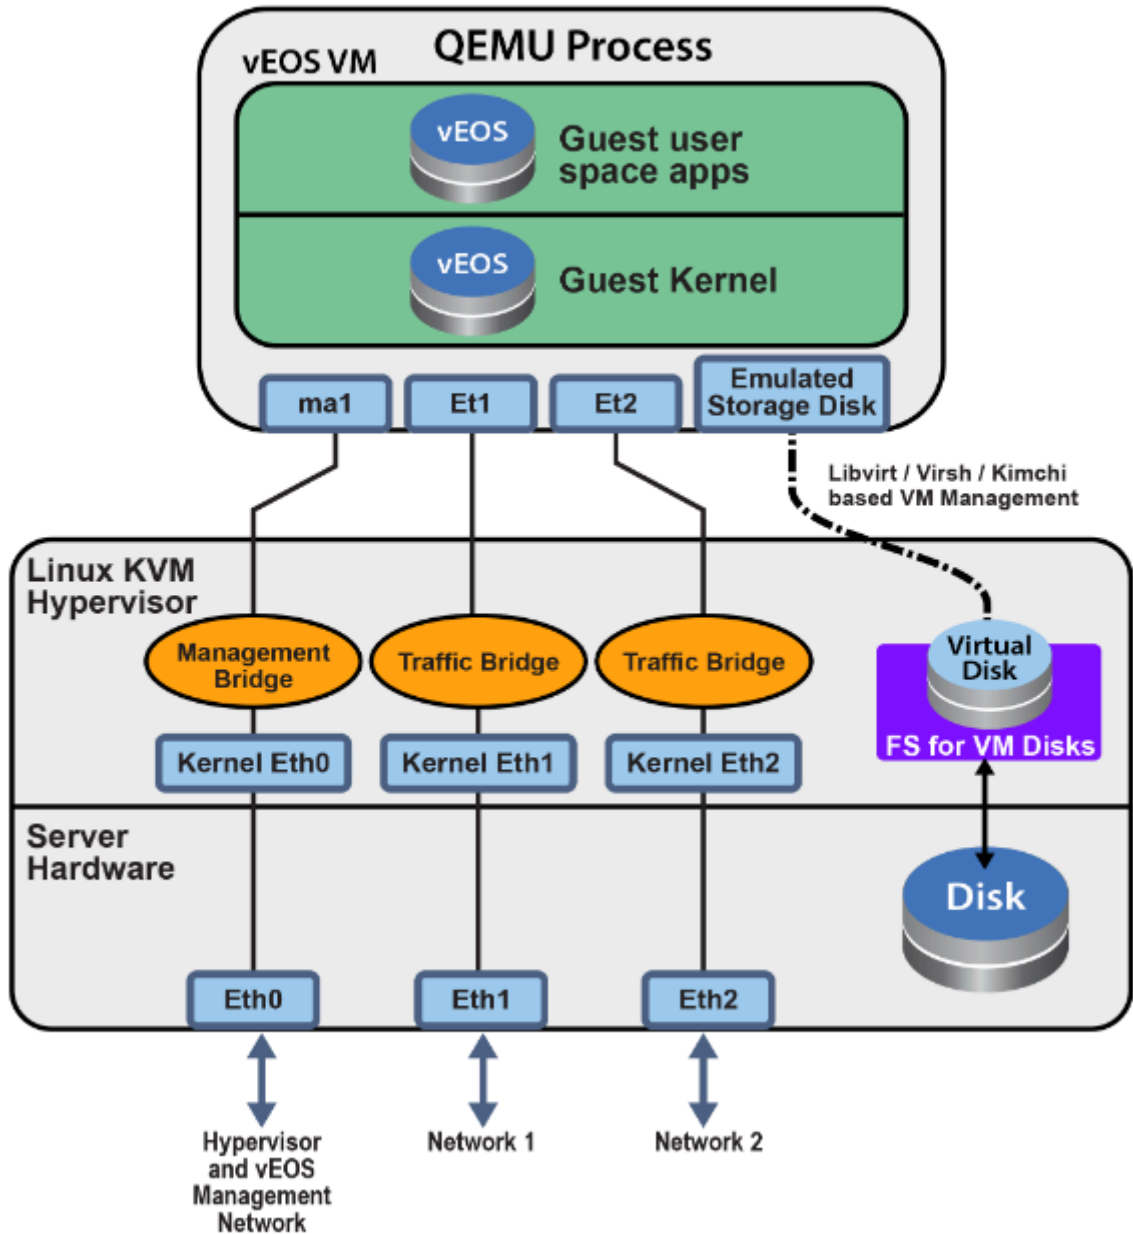 QEMU Process
vEOS VM
vEOS
Guest user
space apps
vEOS
Guest Kernel
ma1
Et1
Et2
Emulated
Storage Disk
Libvirt / Virsh / Kimchi
based VM Management
Linux KVM
Hypervisor
Management
Bridge
Traffic Bridge
Traffic Bridge
Virtual
Disk
FS for VM Disks
Kernel Eth0
Kernel Eth1
Kernel Eth2
Server
Hardware
Disk
Eth0
Eth1
Eth2
Hypervisor
and vEOS
Management
Network
Network 1
Network 2